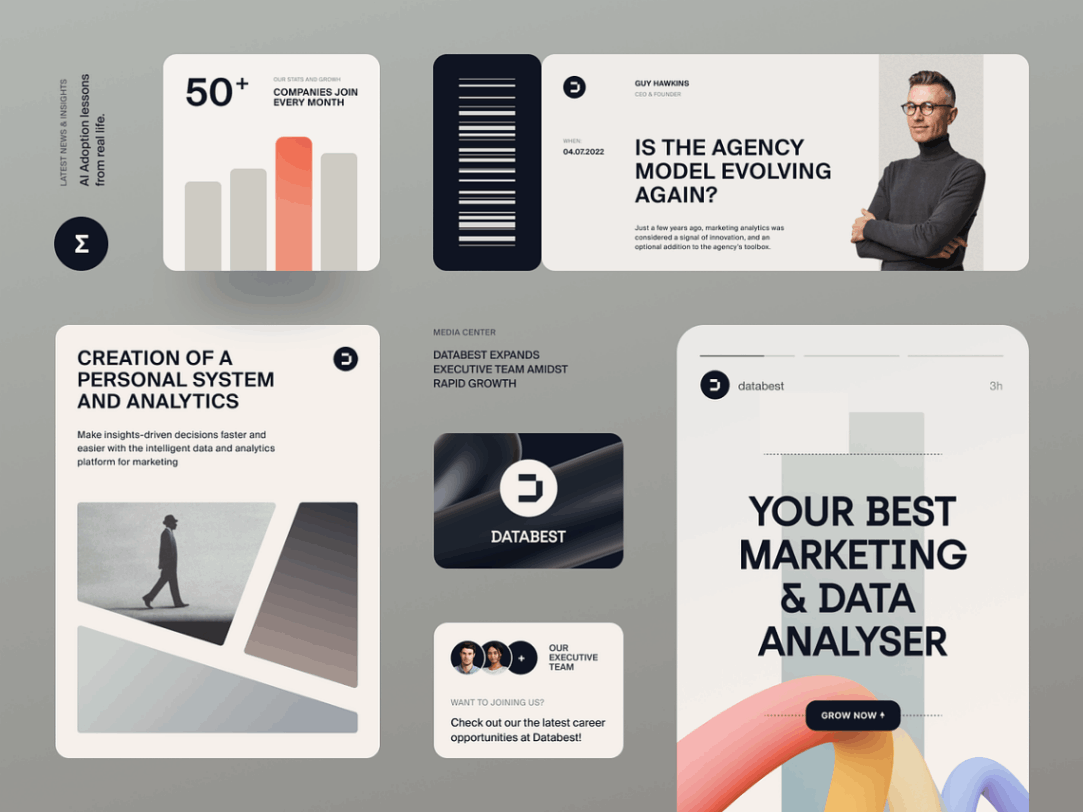 LATEST NEWS & INSIGHTS
AI Adoption lessons
from real life.
Σ
50+
OUR STATS AND GROWH
COMPANIES JOIN
EVERY MONTH
GUY HAWKINS
CEO & FOUNDER
WHEN:
04.07.2022
IS THE AGENCY
MODEL EVOLVING
AGAIN?
Just a few years ago, marketing analytics was
considered a signal of innovation, and an
optional addition to the agency's toolbox.
CREATION OF A
PERSONAL SYSTEM
AND ANALYTICS
Make insights-driven decisions faster and
easier with the intelligent data and analytics
platform for marketing
MEDIA CENTER
DATABEST EXPANDS
EXECUTIVE TEAM AMIDST
RAPID GROWTH
DATABEST
+
OUR
EXECUTIVE
TEAM
WANT TO JOINING US?
Check out our the latest career
opportunities at Databest!
databest
3h
YOUR BEST
MARKETING
& DATA
ANALYSER
GROW NOW